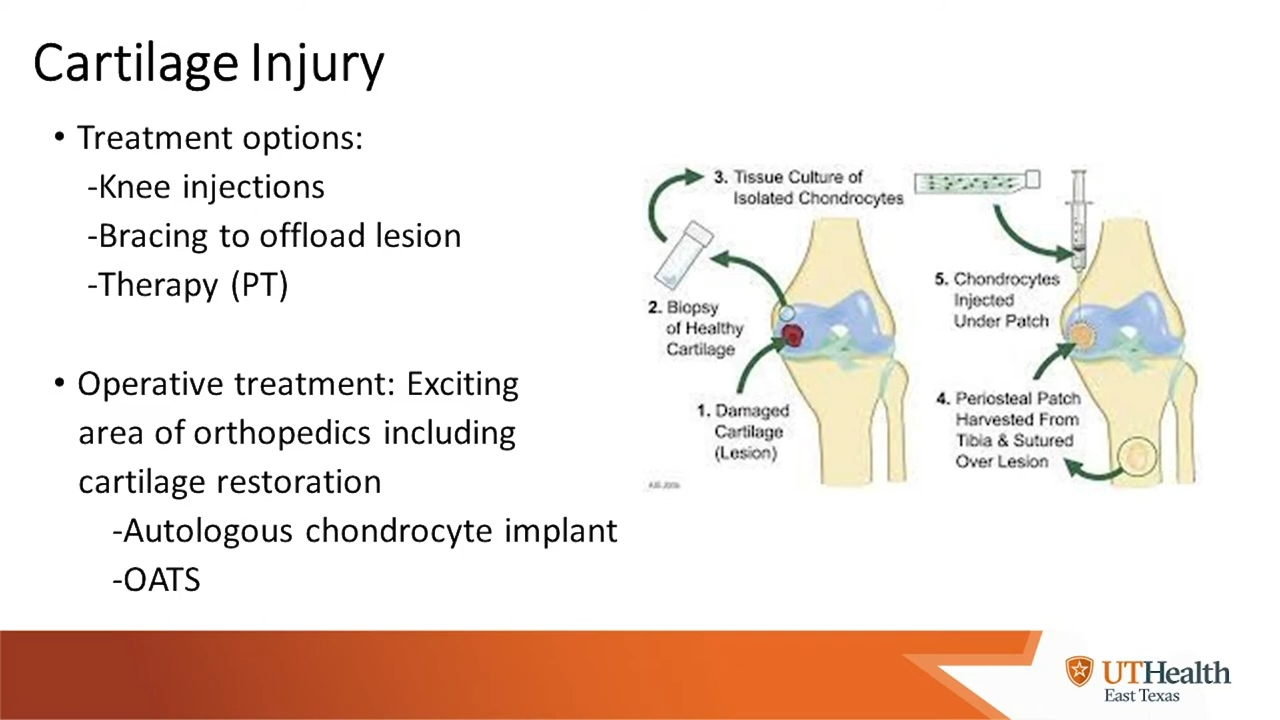 Cartilage Injury
• Treatment options:
-Knee injections
-Bracing to offload lesion
-Therapy (PT)
• Operative treatment: Exciting
area of orthopedics including
cartilage restoration
-Autologous chondrocyte implant
-OATS
3. Tissue Culture of
Isolated Chondrocytes
2. Biopsy
of Healthy
Cartilage
1. Damaged
Cartilage
(Lesion)
5. Chondrocytes
Injected
Under Patch
4. Periosteal Patch
Harvested From
Tibia & Sutured
Over Lesion
UTHealth
East Texas